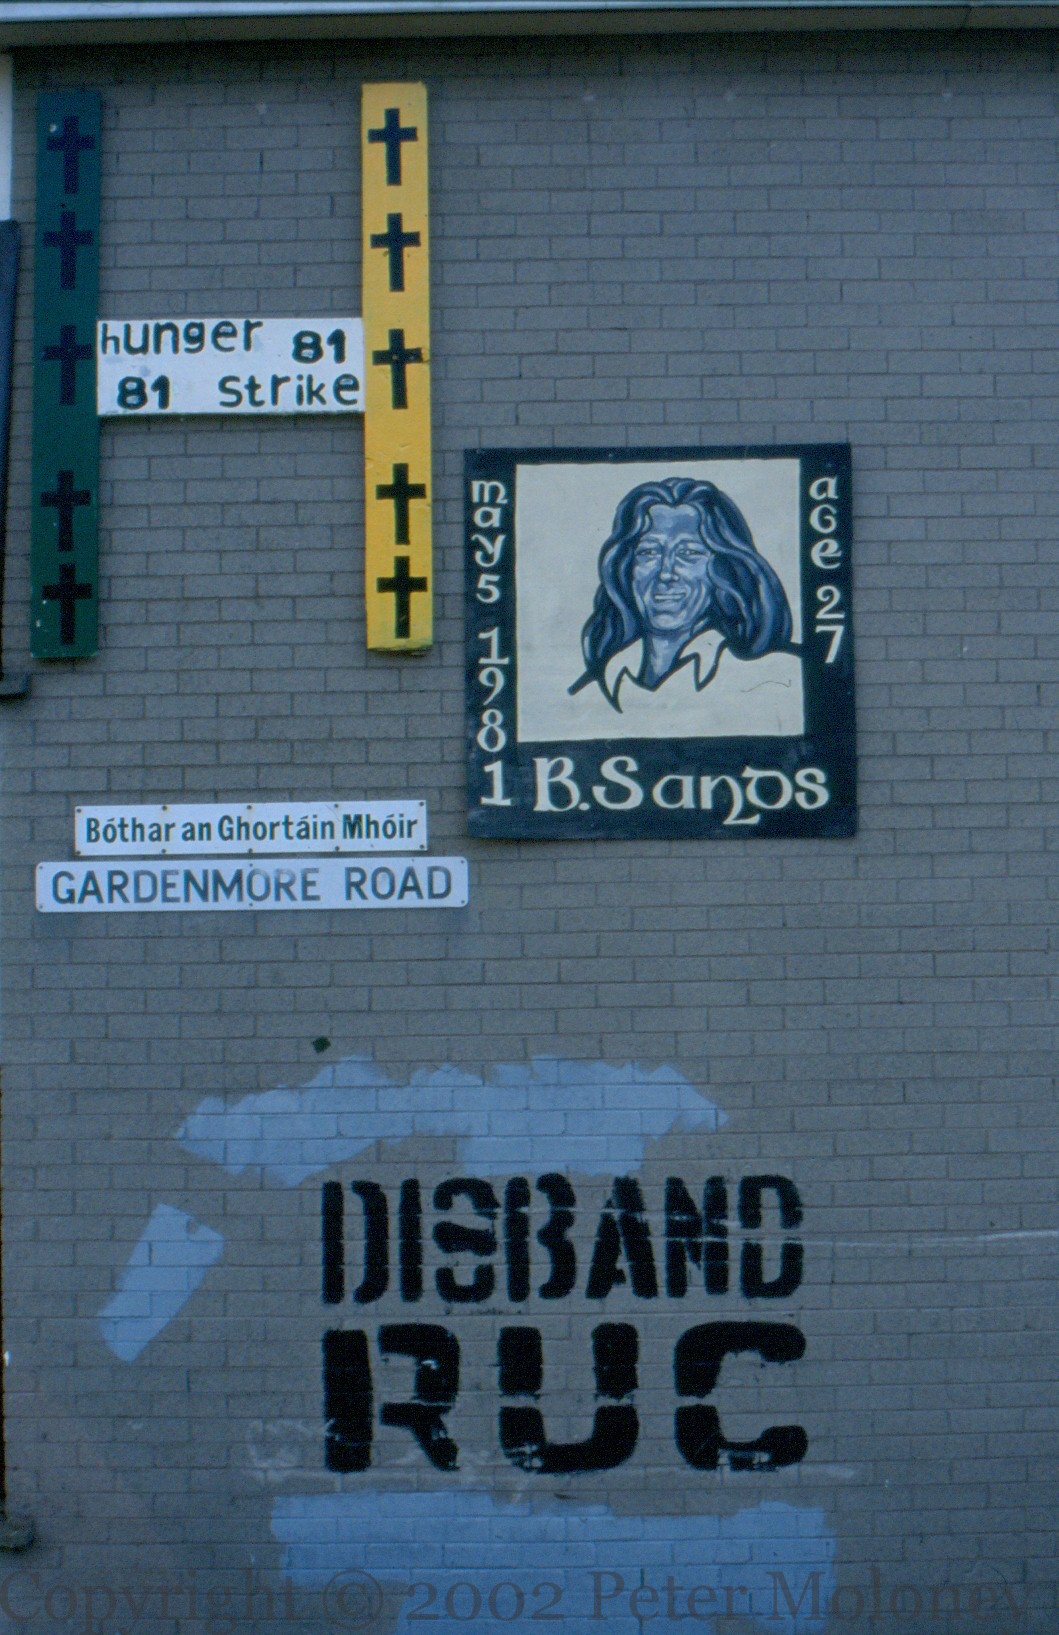 hunger 81
81 strike
may 5 1981
age 27
B. Sands
Bóthar an Ghortáin Mhóir
GARDENMORE ROAD
DISBAND
RUC
Copyright © 2002 Peter Moloney